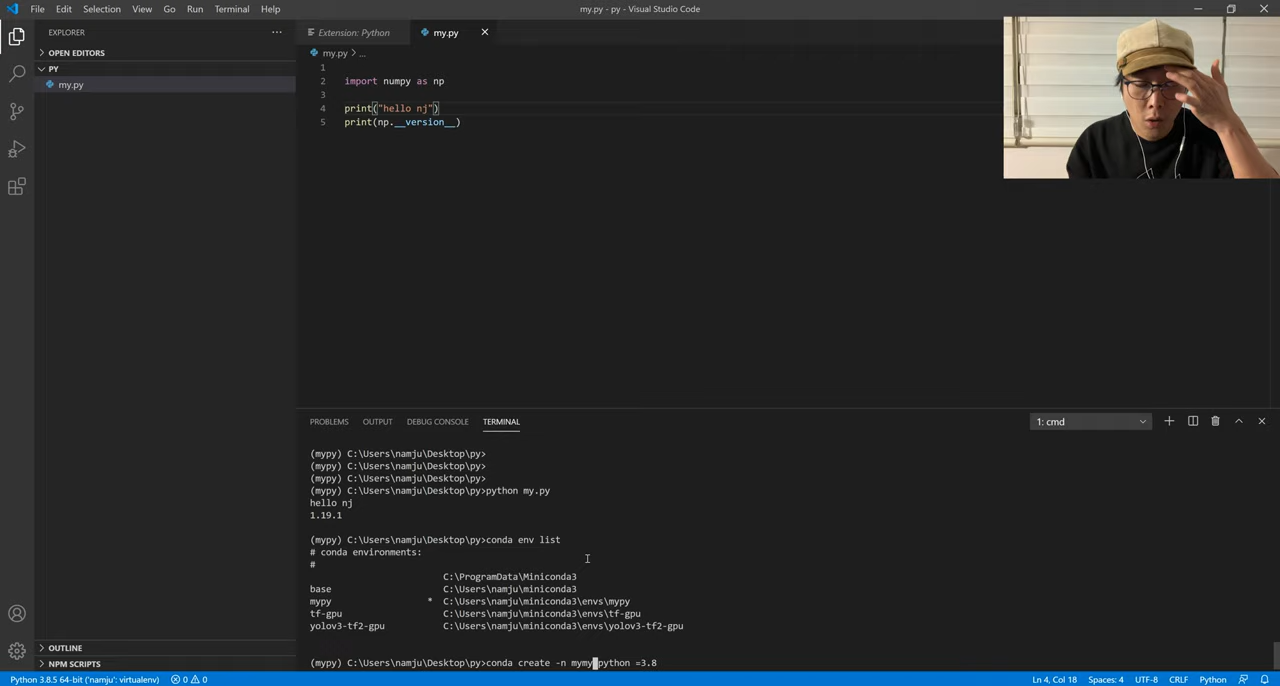 File Edit Selection View Go Run Terminal Help
my.py - py - Visual Studio Code
EXPLORER
OPEN EDITORS
PY
my.py
OUTLINE
NPM SCRIPTS
Extension: Python
my.py
my.py > ...
1
2 import numpy as np
3
4 print("hello nj")
5 print(np.__version__)
PROBLEMS OUTPUT DEBUG CONSOLE TERMINAL
1: cmd
(mypy) C:\Users\namju\Desktop\py>
(mypy) C:\Users\namju\Desktop\py>
(mypy) C:\Users\namju\Desktop\py>
(mypy) C:\Users\namju\Desktop\py>python my.py
hello nj
1.19.1
(mypy) C:\Users\namju\Desktop\py>conda env list
# conda environments:
#
C:\ProgramData\Miniconda3
base C:\Users\namju\miniconda3
mypy * C:\Users\namju\miniconda3\envs\mypy
tf-gpu C:\Users\namju\miniconda3\envs\tf-gpu
yolov3-tf2-gpu C:\Users\namju\miniconda3\envs\yolov3-tf2-gpu
(mypy) C:\Users\namju\Desktop\py>conda create -n mymy python =3.8
Python 3.8.5 64-bit ('namju': virtualenv) 0 0
Ln 4, Col 18 Spaces: 4 UTF-8 CRLF Python